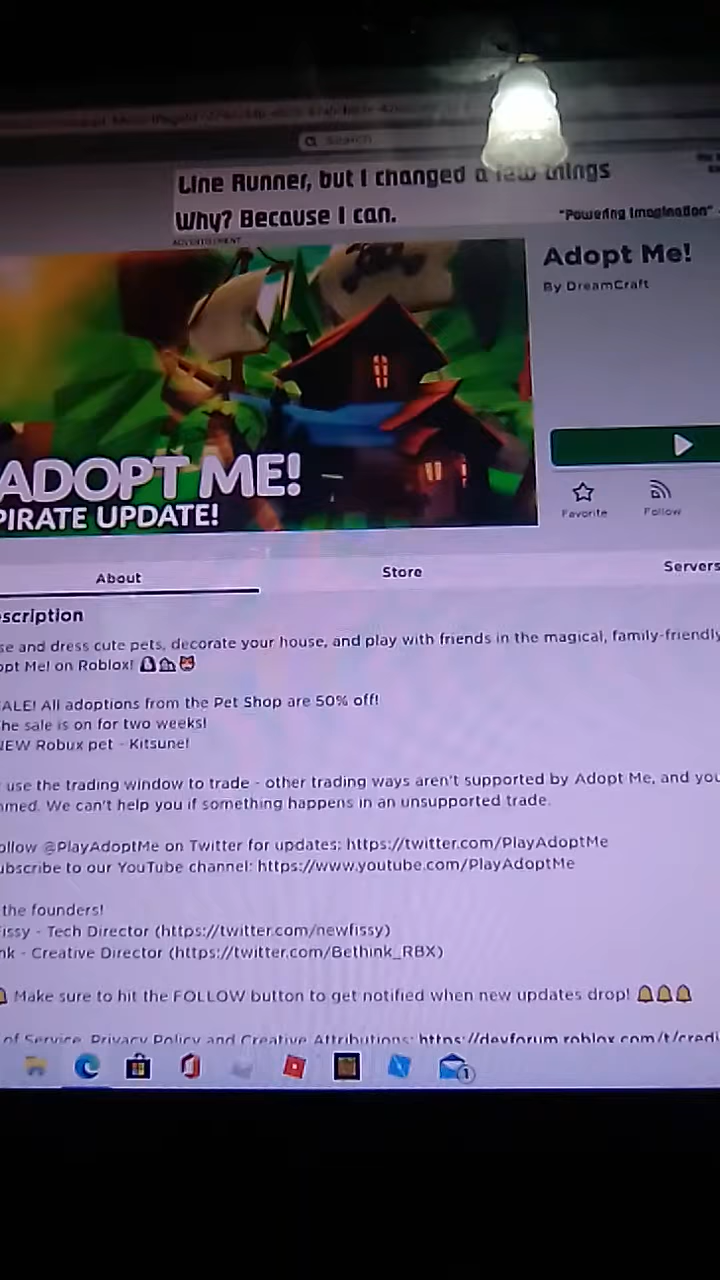 Search
Line Runner, but I changed a few things
Why? Because I can.
"Powering Imagination"
ADVERTISEMENT
Adopt Me!
By DreamCraft
ADOPT ME!
PIRATE UPDATE!
Favorite
Follow
About
Store
Servers
escription
se and dress cute pets, decorate your house, and play with friends in the magical, family-friendly
opt Me! on Roblox! 
ALE! All adoptions from the Pet Shop are 50% off!
he sale is on for two weeks!
NEW Robux pet - Kitsune!
use the trading window to trade - other trading ways aren't supported by Adopt Me, and you
mmed. We can't help you if something happens in an unsupported trade.
ollow @PlayAdoptMe on Twitter for updates: https://twitter.com/PlayAdoptMe
ubscribe to our YouTube channel: https://www.youtube.com/PlayAdoptMe
the founders!
issy - Tech Director (https://twitter.com/newfissy)
nk - Creative Director (https://twitter.com/Bethink_RBX)
🔔 Make sure to hit the FOLLOW button to get notified when new updates drop! 🔔🔔🔔
of Service, Privacy Policy and Creative Attributions: https://devforum.roblox.com/t/credi
1